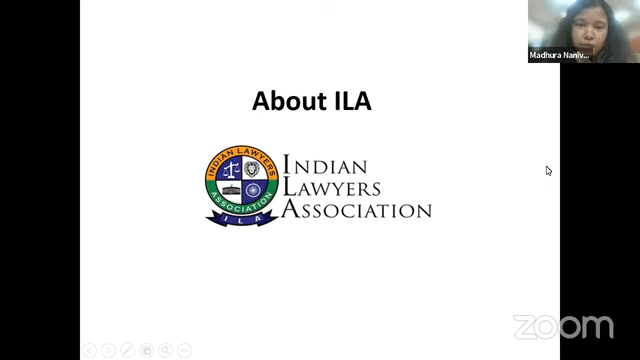 Madhura Naniv...
About ILA
INDIAN LAWYERS
ASSOCIATION
ILA
INDIAN
LAWYERS
ASSOCIATION
zoom